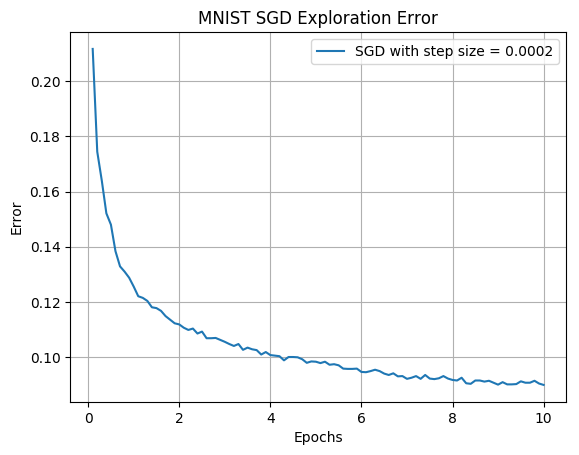 MNIST SGD Exploration Error
SGD with step size = 0.0002
Error
0.20
0.18
0.16
0.14
0.12
0.10
0 2 4 6 8 10
Epochs